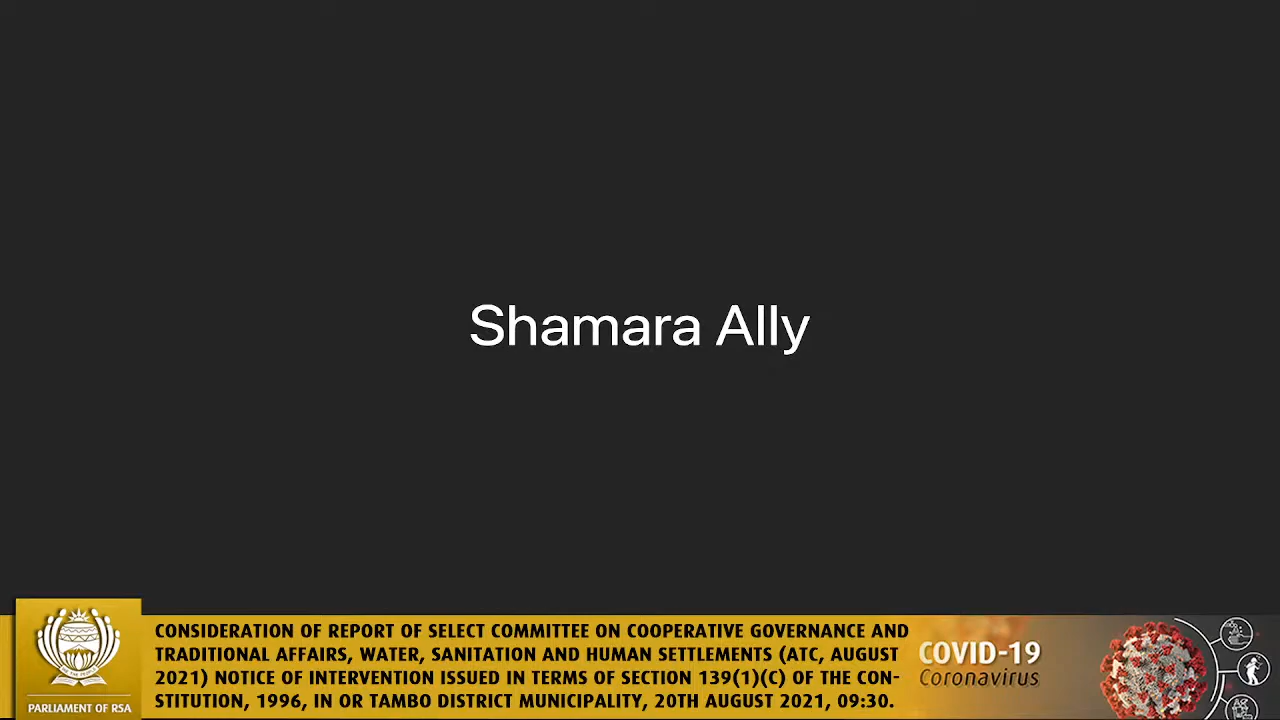 Shamara Ally
CONSIDERATION OF REPORT OF SELECT COMMITTEE ON COOPERATIVE GOVERNANCE AND
TRADITIONAL AFFAIRS, WATER, SANITATION AND HUMAN SETTLEMENTS (ATC, AUGUST
2021) NOTICE OF INTERVENTION ISSUED IN TERMS OF SECTION 139(1)(C) OF THE CON-
STITUTION, 1996, IN OR TAMBO DISTRICT MUNICIPALITY, 20TH AUGUST 2021, 09:30.
PARLIAMENT OF RSA
COVID-19
Coronavirus